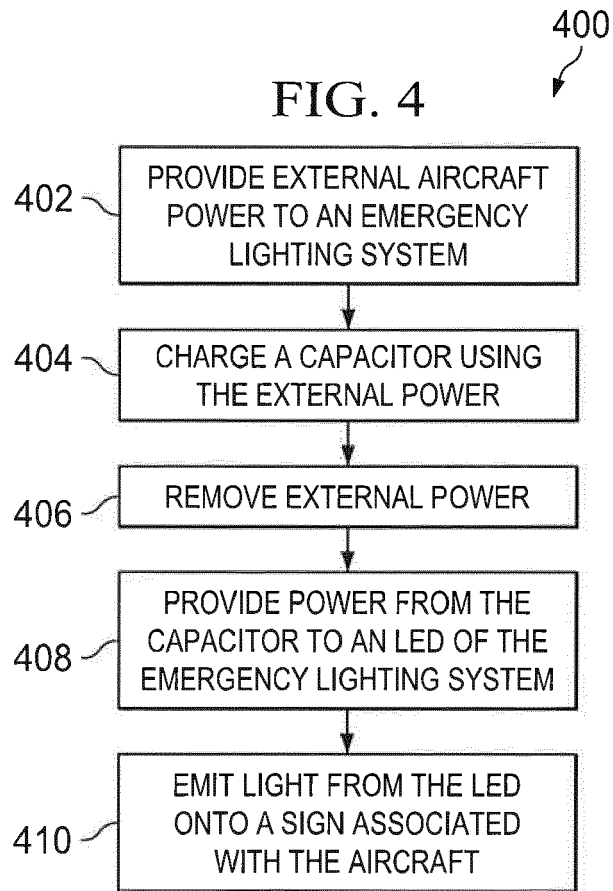 400
FIG. 4
402
PROVIDE EXTERNAL AIRCRAFT
POWER TO AN EMERGENCY
LIGHTING SYSTEM
404
CHARGE A CAPACITOR USING
THE EXTERNAL POWER
406
REMOVE EXTERNAL POWER
408
PROVIDE POWER FROM THE
CAPACITOR TO AN LED OF THE
EMERGENCY LIGHTING SYSTEM
410
EMIT LIGHT FROM THE LED
ONTO A SIGN ASSOCIATED
WITH THE AIRCRAFT